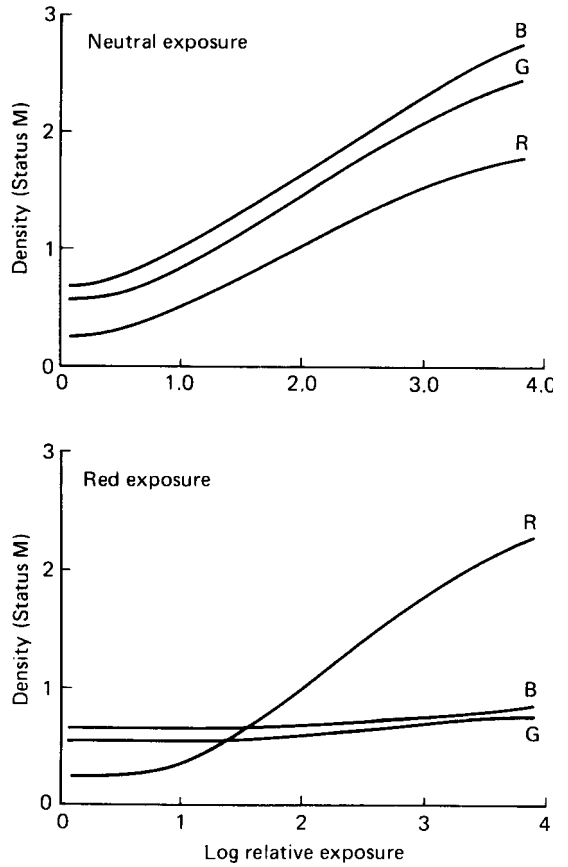 3
Neutral exposure
B
G
2
R
Density (Status M)
1
0
0 1.0 2.0 3.0 4.0
3
Red exposure
R
2
Density (Status M)
1
B
G
0
0 1 2 3 4
Log relative exposure